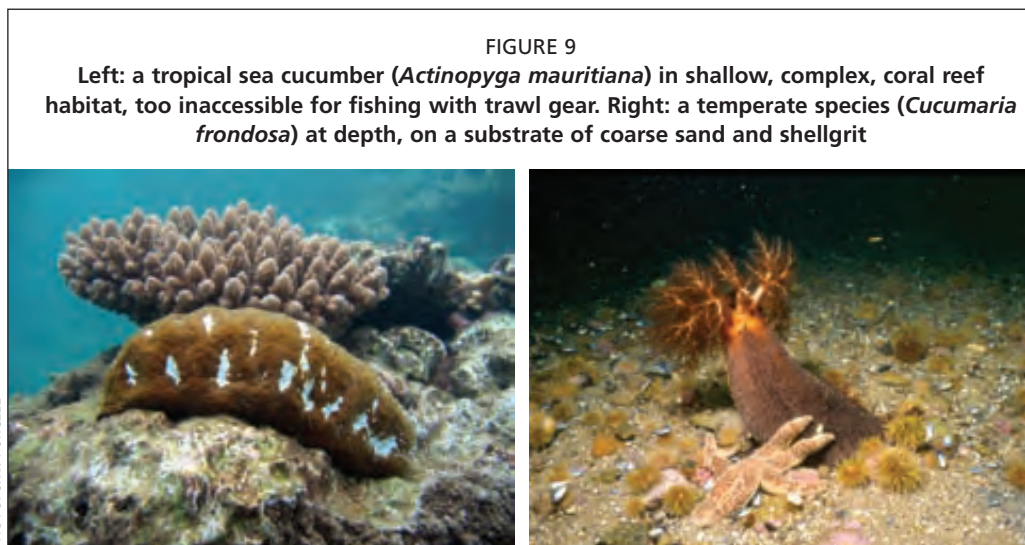 FIGURE 9
Left: a tropical sea cucumber (Actinopyga mauritiana) in shallow, complex, coral reef
habitat, too inaccessible for fishing with trawl gear. Right: a temperate species (Cucumaria
frondosa) at depth, on a substrate of coarse sand and shellgrit